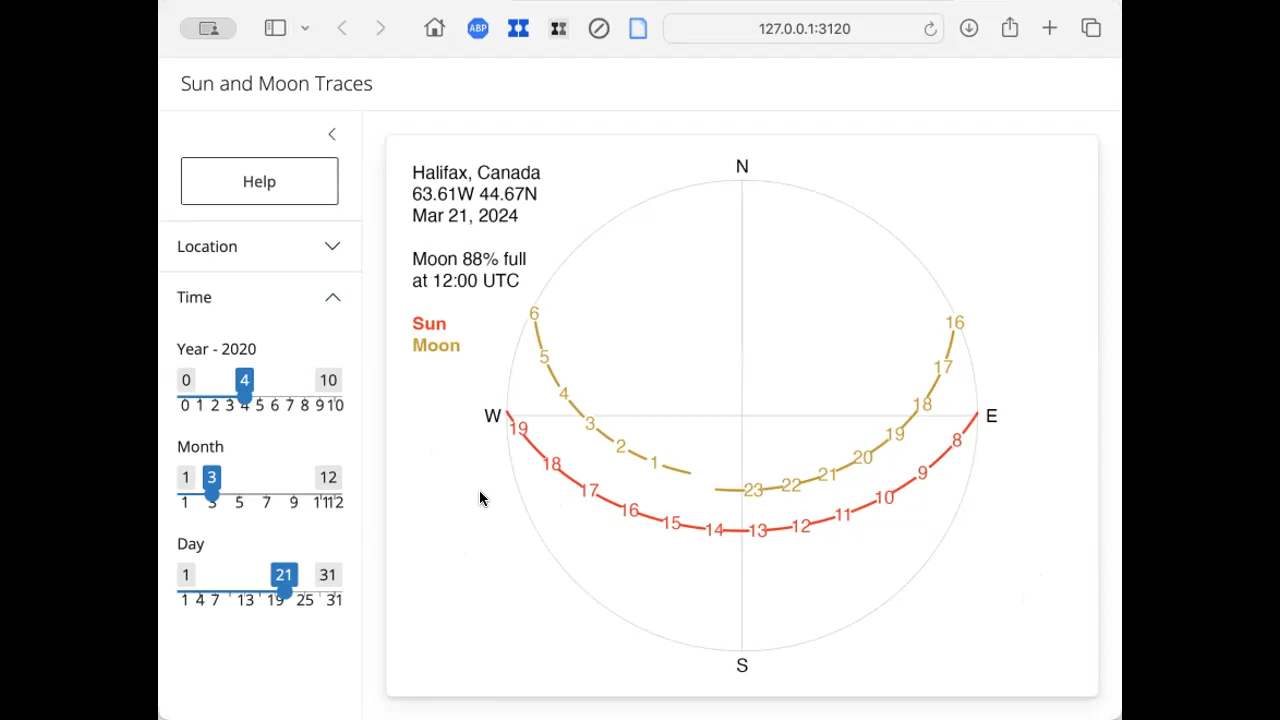 ABP
127.0.0.1:3120
Sun and Moon Traces
Help
Location
Time
Year - 2020
0 4 10
0 1 2 3 4 5 6 7 8 9 10
Month
1 3 12
1 3 5 7 9 11 12
Day
1 21 31
1 4 7 13 19 25 31
Halifax, Canada
63.61W 44.67N
Mar 21, 2024
Moon 88% full
at 12:00 UTC
Sun
Moon
N
6 16
5 17
4 18
3 19
2 20
1 21
23 22
W E
19 8
18 9
17 10
16 11
15 12
14 13
S